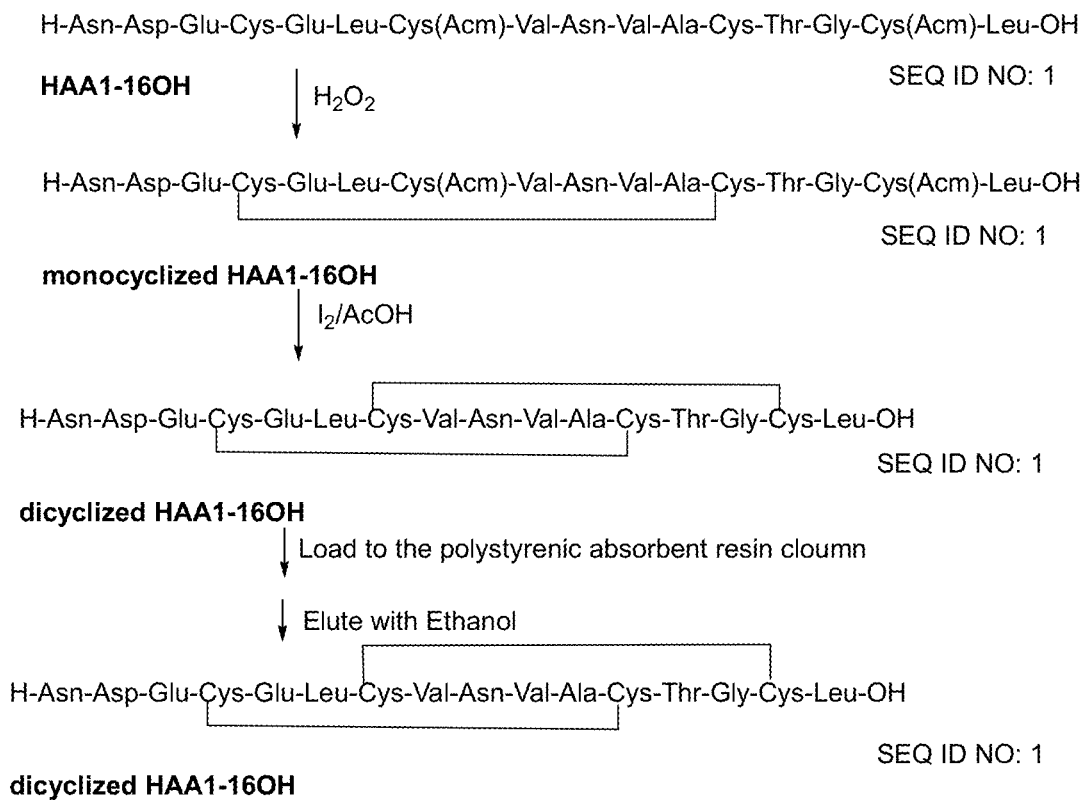 H-Asn-Asp-Glu-Cys-Glu-Leu-Cys(Acm)-Val-Asn-Val-Ala-Cys-Thr-Gly-Cys(Acm)-Leu-OH
SEQ ID NO: 1
HAA1-16OH
H₂O₂
H-Asn-Asp-Glu-Cys-Glu-Leu-Cys(Acm)-Val-Asn-Val-Ala-Cys-Thr-Gly-Cys(Acm)-Leu-OH
SEQ ID NO: 1
monocyclized HAA1-16OH
I₂/AcOH
H-Asn-Asp-Glu-Cys-Glu-Leu-Cys-Val-Asn-Val-Ala-Cys-Thr-Gly-Cys-Leu-OH
SEQ ID NO: 1
dicyclized HAA1-16OH
Load to the polystyrenic absorbent resin cloumn
Elute with Ethanol
H-Asn-Asp-Glu-Cys-Glu-Leu-Cys-Val-Asn-Val-Ala-Cys-Thr-Gly-Cys-Leu-OH
SEQ ID NO: 1
dicyclized HAA1-16OH